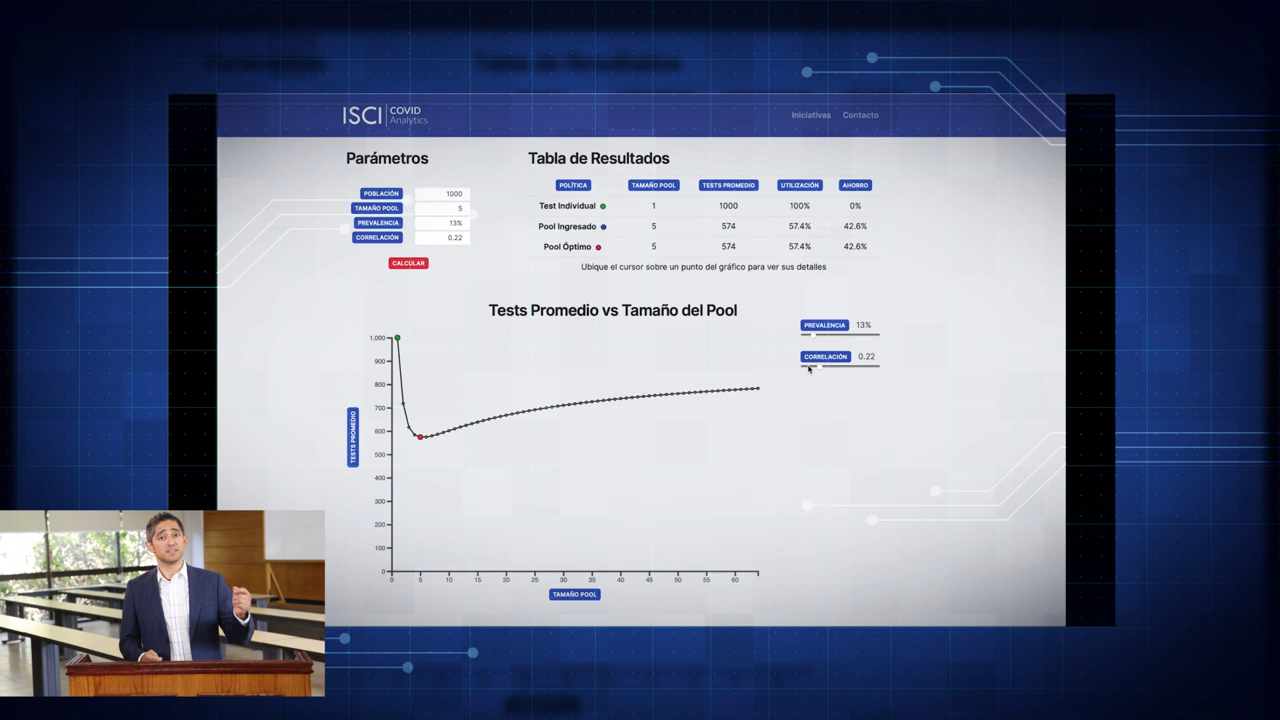 ISCI COVID Analytics
Iniciativas Contacto
Parámetros
POBLACIÓN 1000
TAMAÑO POOL 5
PREVALENCIA 13%
CORRELACIÓN 0.22
CALCULAR
Tabla de Resultados
POLÍTICA TAMAÑO POOL TESTS PROMEDIO UTILIZACIÓN AHORRO
Test Individual 1 1000 100% 0%
Pool Ingresado 5 574 57.4% 42.6%
Pool Óptimo 5 574 57.4% 42.6%
Ubique el cursor sobre un punto del gráfico para ver sus detalles
Tests Promedio vs Tamaño del Pool
PREVALENCIA 13%
CORRELACIÓN 0.22
TESTS PROMEDIO
1,000
900
800
700
600
500
400
300
200
100
0
0 5 10 15 20 25 30 35 40 45 50 55 60
TAMAÑO POOL
Tabla de Resultados